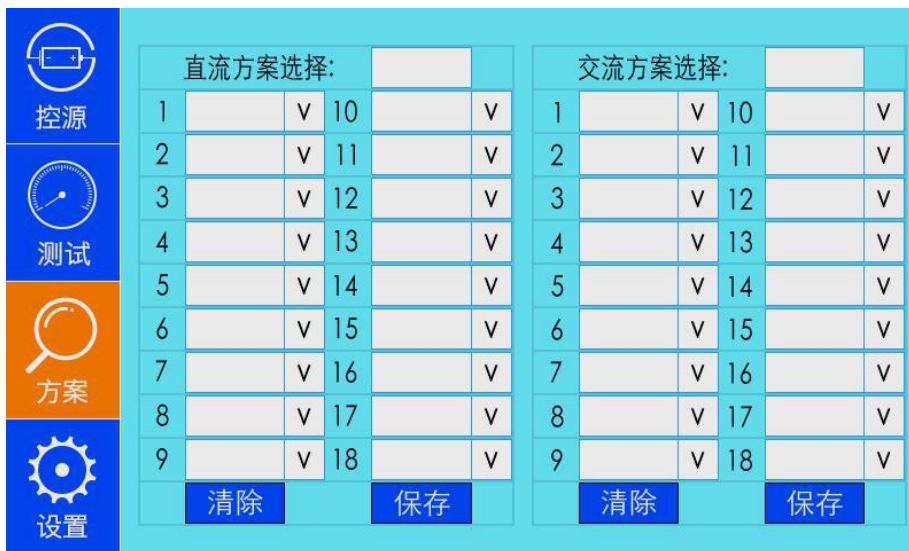 控源
测试
方案
设置
直流方案选择:
1 V 10 V
2 V 11 V
3 V 12 V
4 V 13 V
5 V 14 V
6 V 15 V
7 V 16 V
8 V 17 V
9 V 18 V
清除 保存
交流方案选择:
1 V 10 V
2 V 11 V
3 V 12 V
4 V 13 V
5 V 14 V
6 V 15 V
7 V 16 V
8 V 17 V
9 V 18 V
清除 保存